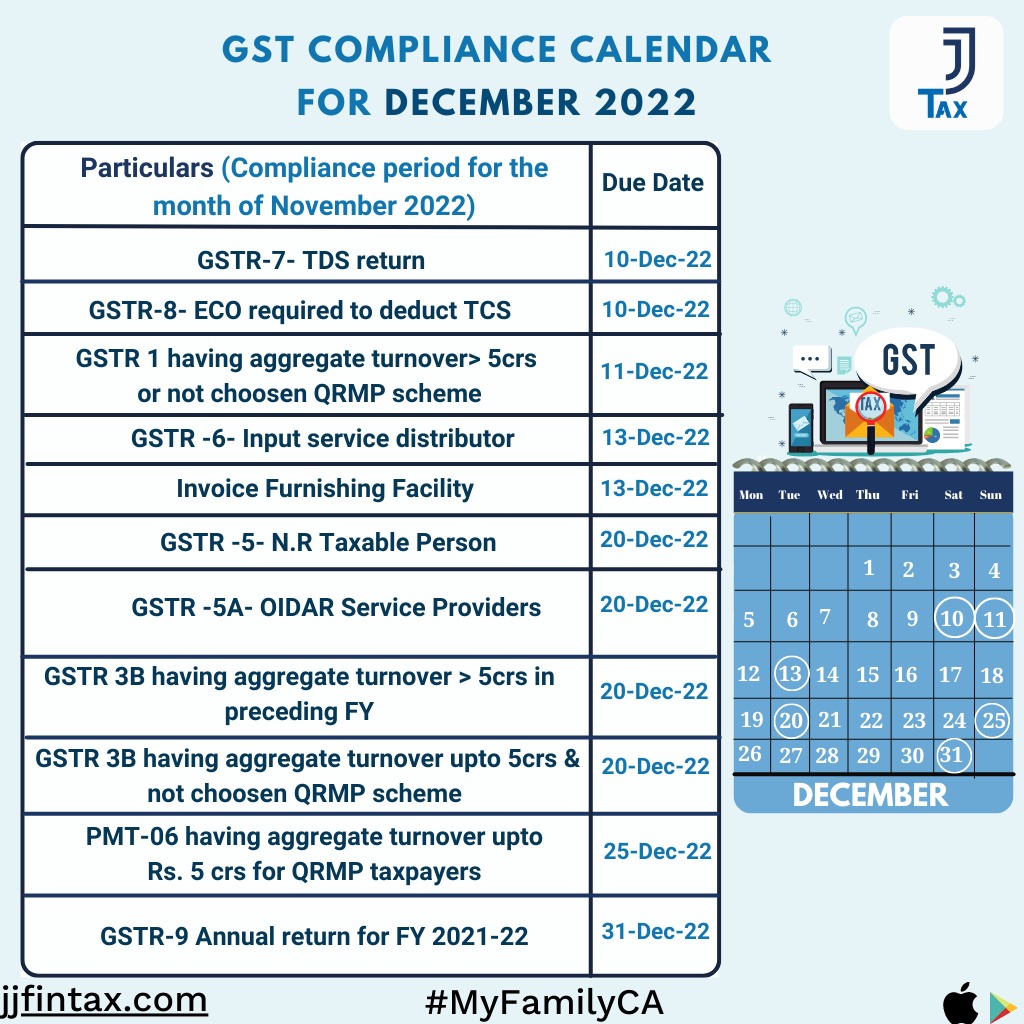 GST COMPLIANCE CALENDAR
FOR DECEMBER 2022
J
TAX
Particulars (Compliance period for the
month of November 2022)
Due Date
GSTR-7- TDS return
10-Dec-22
GSTR-8- ECO required to deduct TCS
10-Dec-22
GSTR 1 having aggregate turnover> 5crs
or not choosen QRMP scheme
11-Dec-22
GSTR -6- Input service distributor
13-Dec-22
Invoice Furnishing Facility
13-Dec-22
GSTR -5- N.R Taxable Person
20-Dec-22
GSTR -5A- OIDAR Service Providers
20-Dec-22
GSTR 3B having aggregate turnover > 5crs in
preceding FY
20-Dec-22
GSTR 3B having aggregate turnover upto 5crs &
not choosen QRMP scheme
20-Dec-22
PMT-06 having aggregate turnover upto
Rs. 5 crs for QRMP taxpayers
25-Dec-22
GSTR-9 Annual return for FY 2021-22
31-Dec-22
GST
TAX
Mon Tue Wed Thu Fri Sat Sun
1 2 3 4
5 6 7 8 9 10 11
12 13 14 15 16 17 18
19 20 21 22 23 24 25
26 27 28 29 30 31
DECEMBER
jjfintax.com
#MyFamilyCA